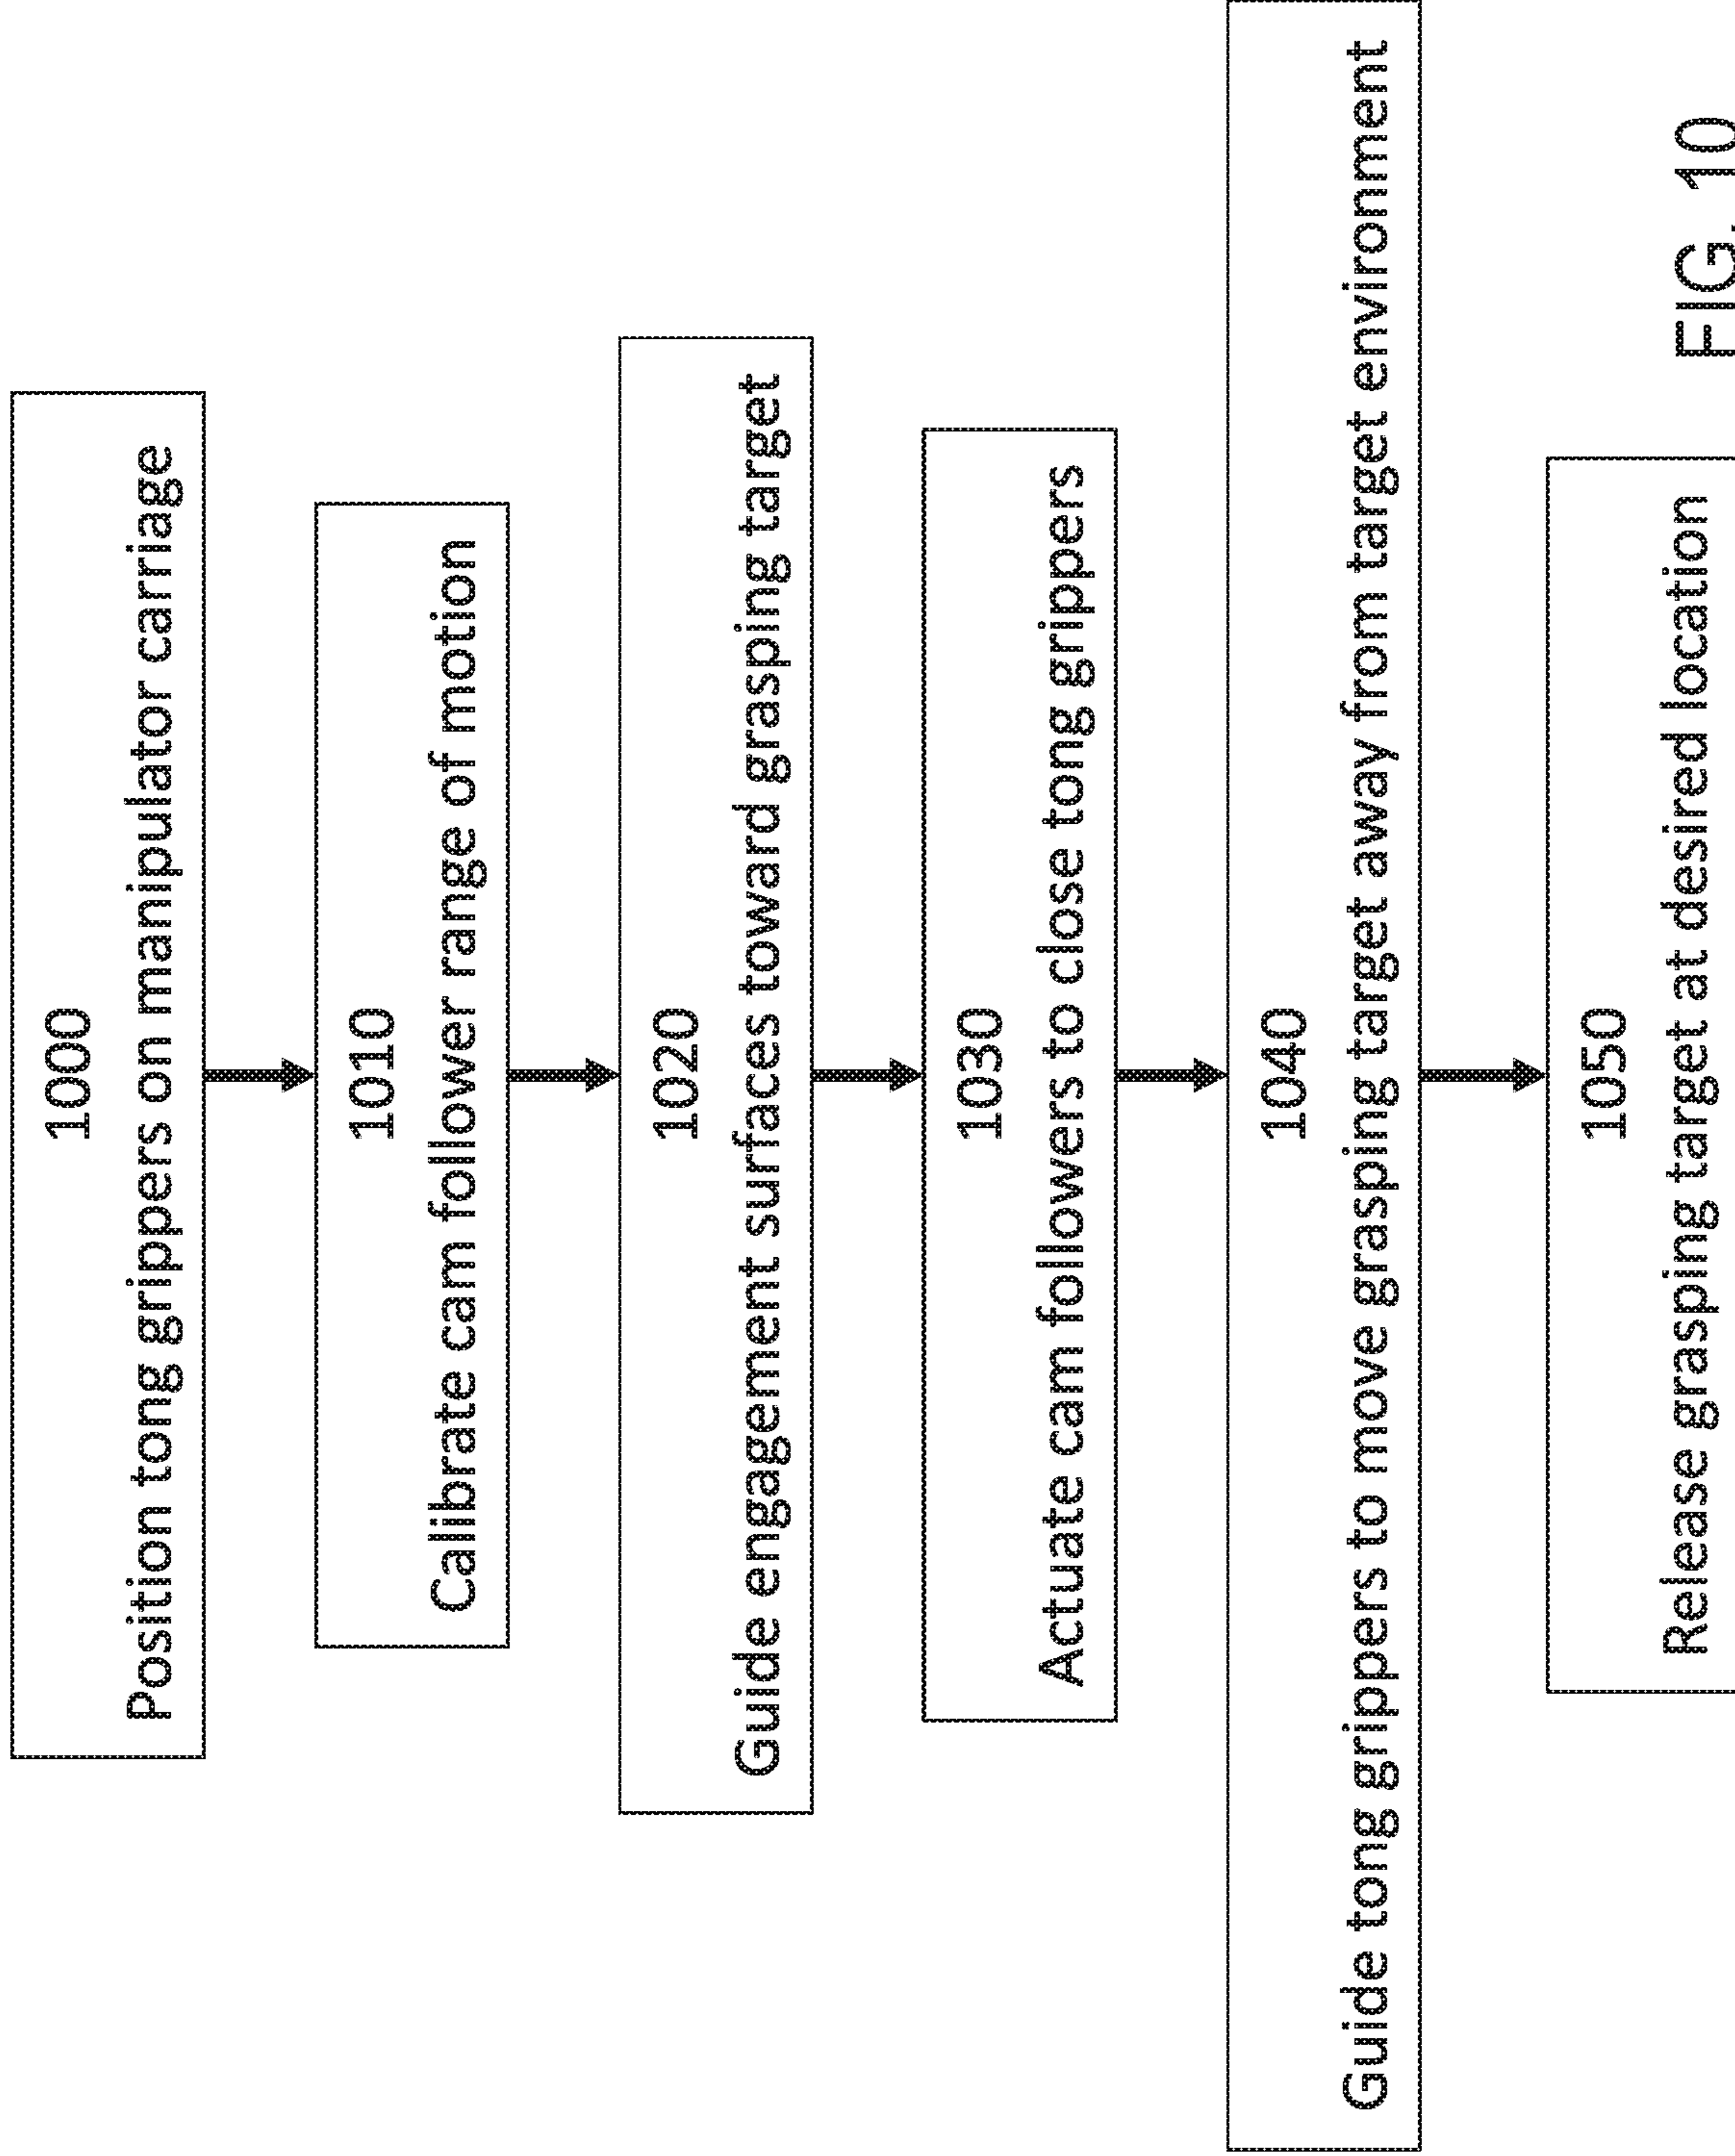 1000
Position tong grippers on manipulator carriage
1010
Calibrate cam follower range of motion
1020
Guide engagement surfaces toward grasping target
1030
Actuate cam followers to close tong grippers
1040
Guide tong grippers to move grasping target away from target environment
1050
Release grasping target at desired location
FIG. 10